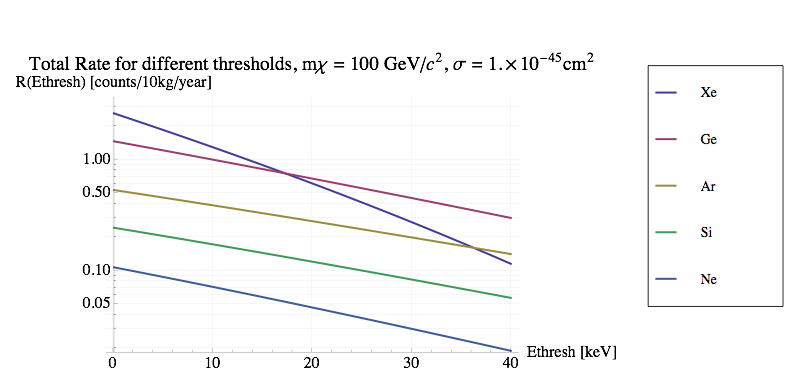 Total Rate for different thresholds, mχ = 100 GeV/c², σ = 1.×10⁻⁴⁵cm²
R(Ethresh) [counts/10kg/year]
Xe
Ge
Ar
Si
Ne
1.00
0.50
0.10
0.05
0 10 20 30 40
Ethresh [keV]